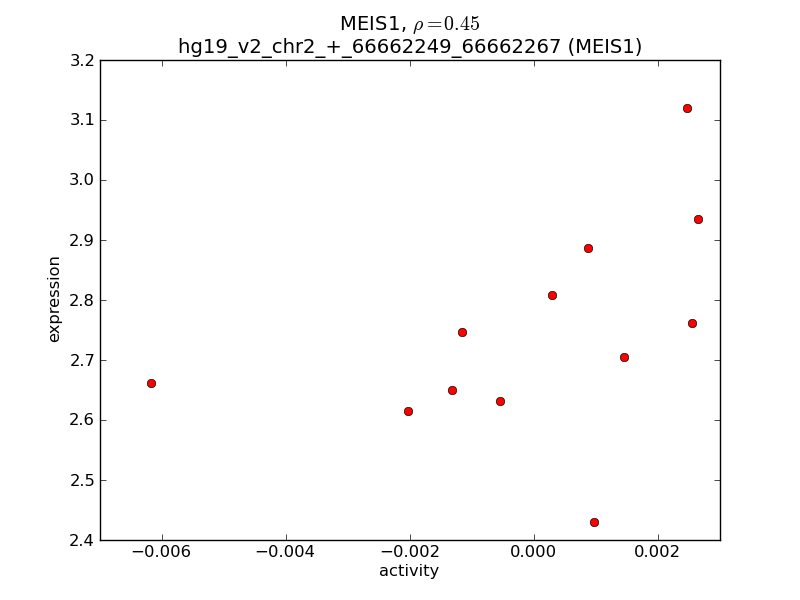 MEIS1, ρ=0.45
hg19_v2_chr2_+_66662249_66662267 (MEIS1)
3.2
3.1
3.0
2.9
2.8
2.7
2.6
2.5
2.4
expression
−0.006 −0.004 −0.002 0.000 0.002
activity